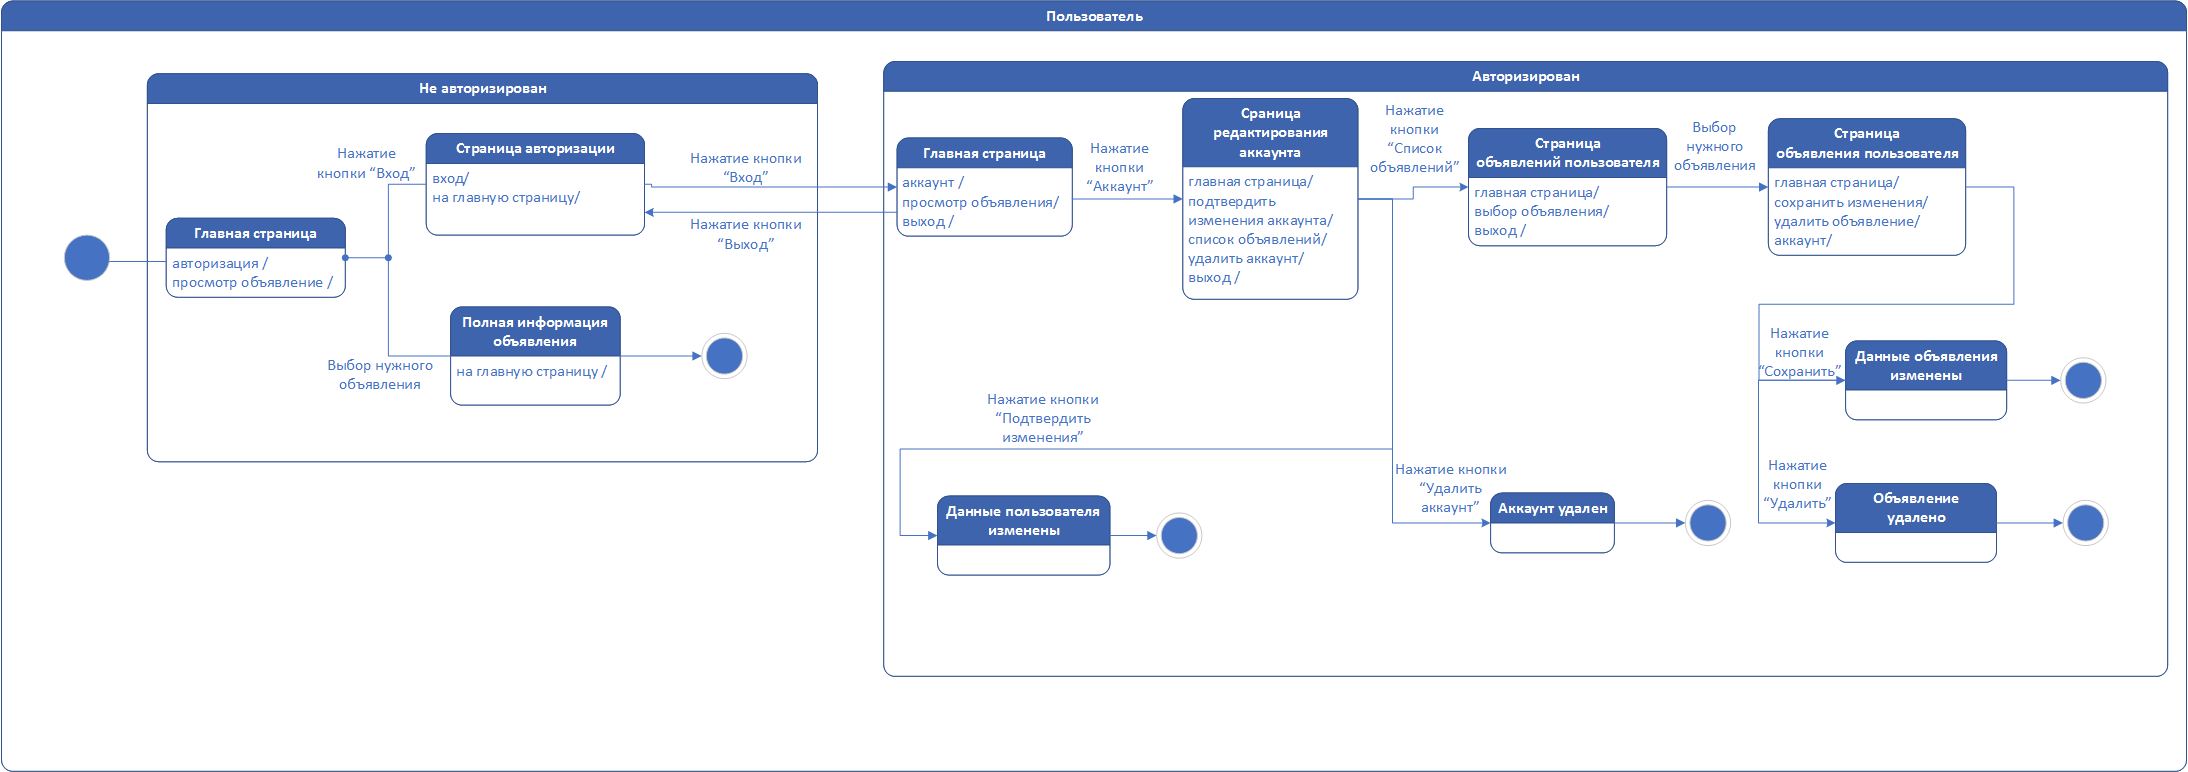 Пользователь
Не авторизирован
Нажатие
кнопки “Вход”
Страница авторизации
вход/
на главную страницу/
Главная страница
авторизация /
просмотр объявление /
Выбор нужного
объявления
Полная информация
объявления
на главную страницу /
Нажатие кнопки
“Вход”
Нажатие кнопки
“Выход”
Авторизирован
Главная страница
аккаунт /
просмотр объявления/
выход /
Нажатие
кнопки
“Аккаунт”
Сраница
редактирования
аккаунта
главная страница/
подтвердить
изменения аккаунта/
список объявлений/
удалить аккаунт/
выход /
Нажатие
кнопки
“Список
объявлений”
Страница
объявлений пользователя
главная страница/
выбор объявления/
выход /
Выбор
нужного
объявления
Страница
объявления пользователя
главная страница/
сохранить изменения/
удалить объявление/
аккаунт/
Нажатие
кнопки
“Сохранить”
Данные объявления
изменены
Нажатие кнопки
“Подтвердить
изменения”
Данные пользователя
изменены
Нажатие кнопки
“Удалить
аккаунт”
Аккаунт удален
Нажатие
кнопки
“Удалить”
Объявление
удалено